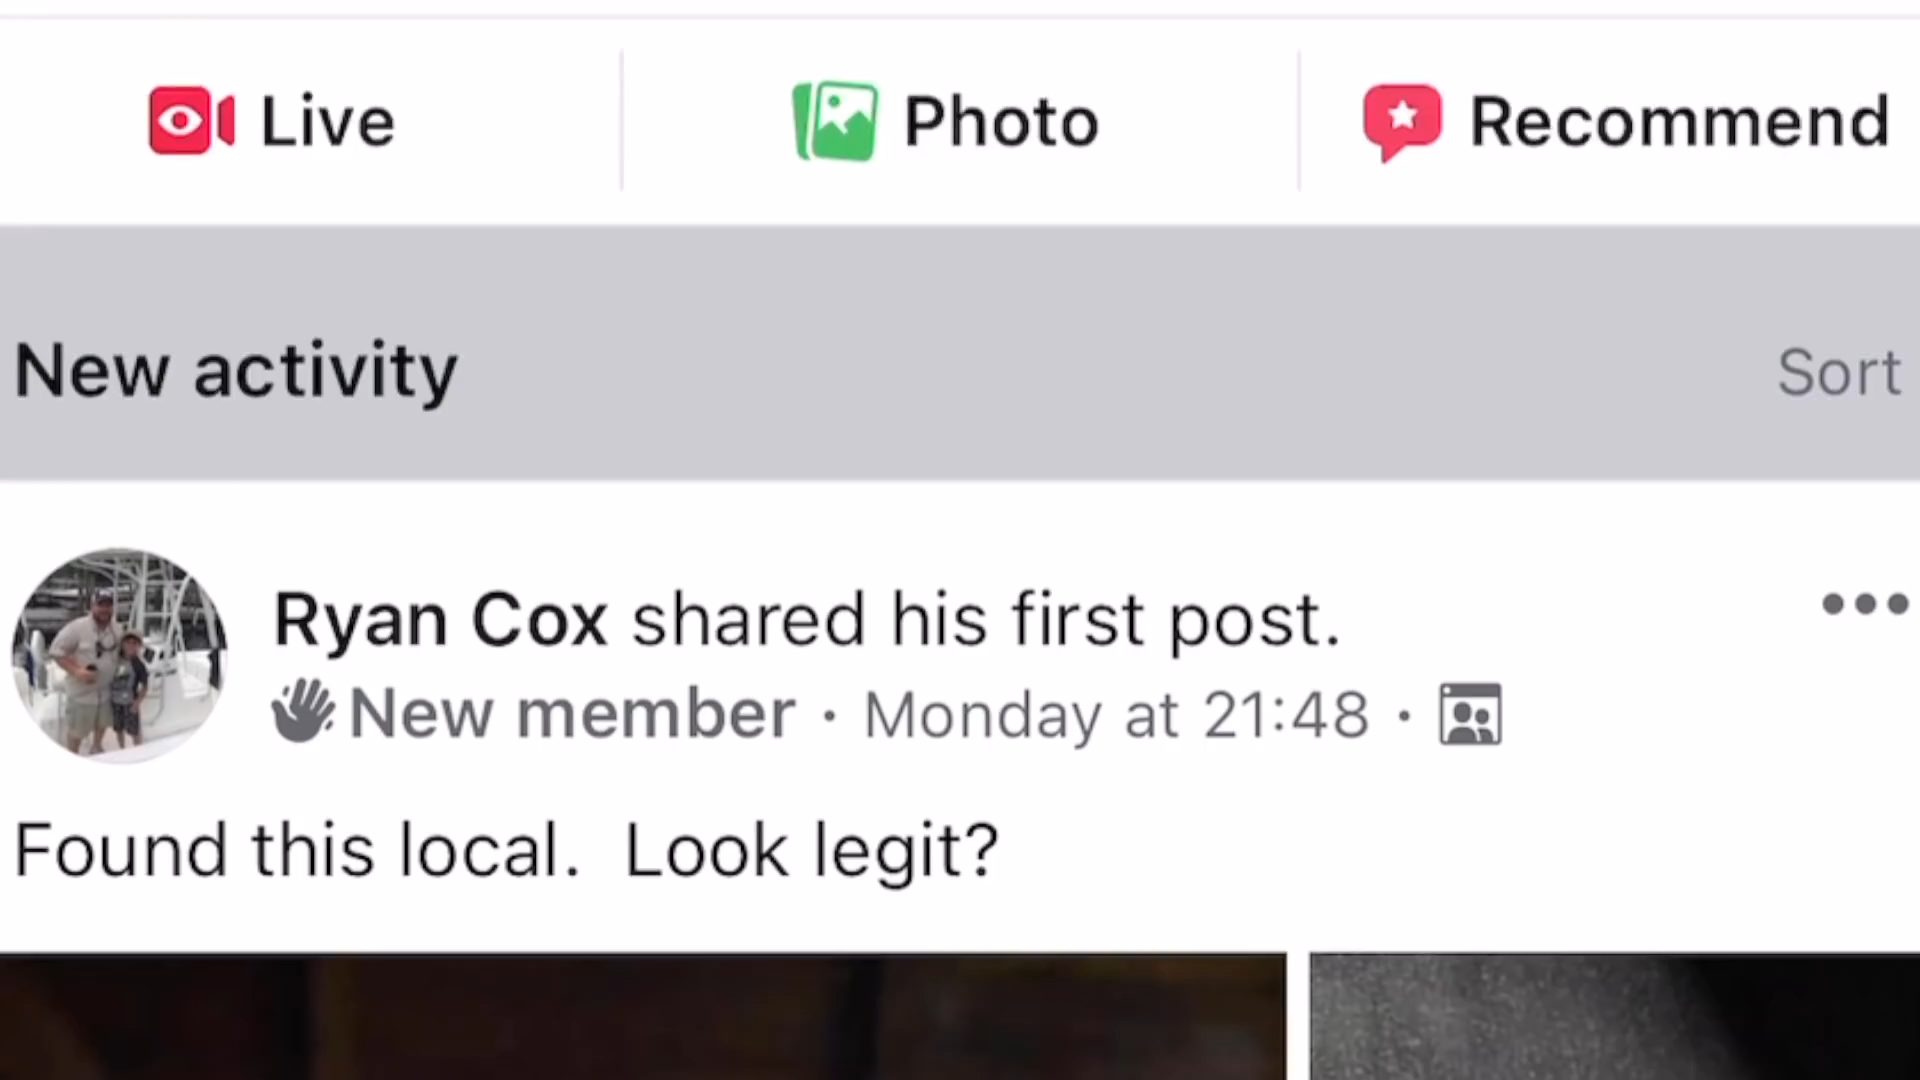 Live
Photo
Recommend
New activity
Sort
Ryan Cox shared his first post.
New member · Monday at 21:48 ·
Found this local.  Look legit?